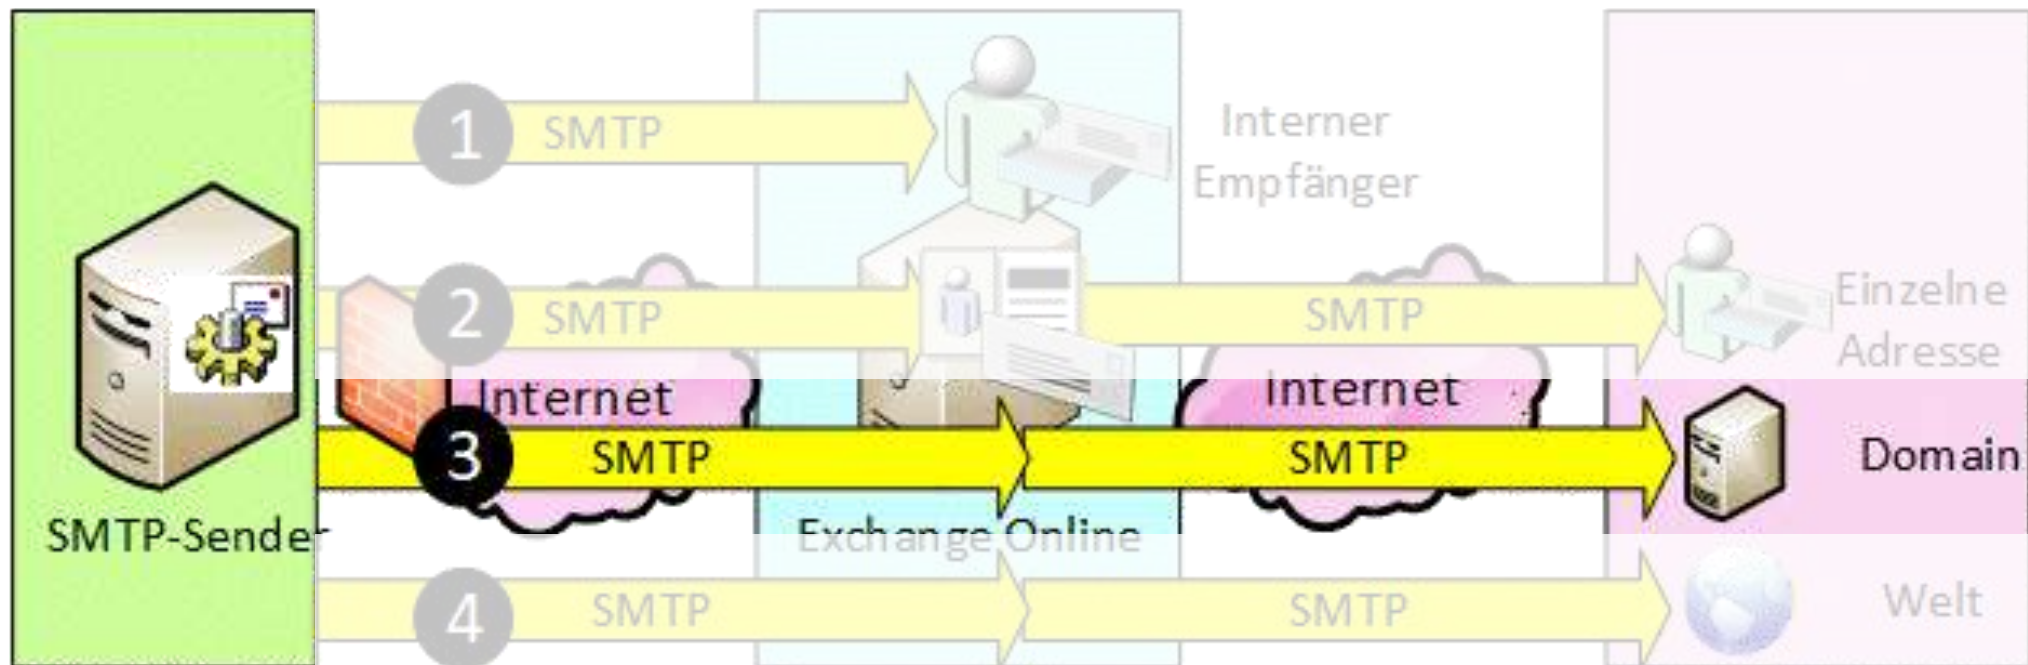 1 SMTP
Interner
Empfänger
2 SMTP SMTP
Einzelne
Adresse
Internet Internet
3 SMTP SMTP Domain
SMTP-Sender Exchange Online
4 SMTP SMTP Welt